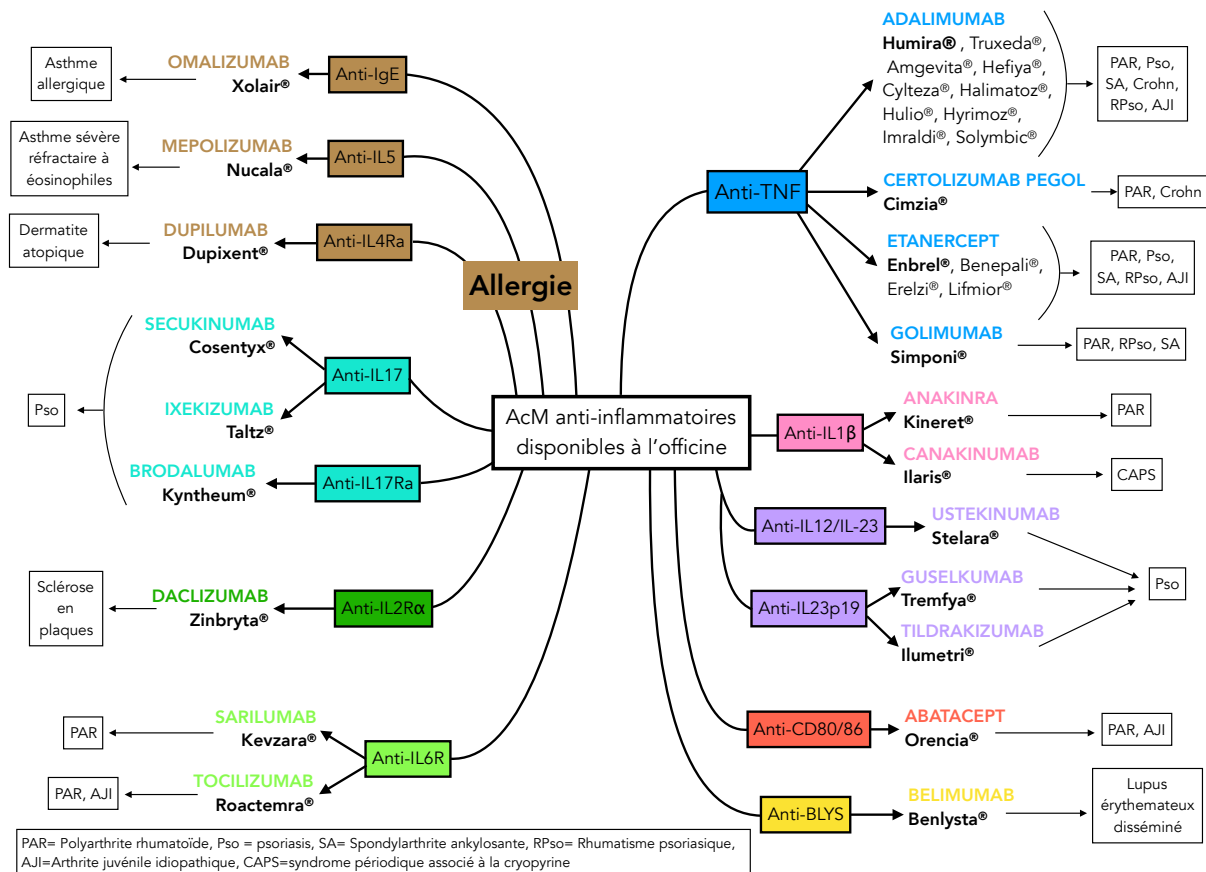 Asthme
allergique
OMALIZUMAB
Xolair®
Anti-IgE
Asthme sévère
réfractaire à
éosinophiles
MEPOLIZUMAB
Nucala®
Anti-IL5
Dermatite
atopique
DUPILUMAB
Dupixent®
Anti-IL4Ra
Allergie
SECUKINUMAB
Cosentyx®
Anti-IL17
Pso
IXEKIZUMAB
Taltz®
BRODALUMAB
Kyntheum®
Anti-IL17Ra
Sclérose
en
plaques
DACLIZUMAB
Zinbryta®
Anti-IL2Rα
PAR
SARILUMAB
Kevzara®
Anti-IL6R
PAR, AJI
TOCILIZUMAB
Roactemra®
AcM anti-inflammatoires
disponibles à l'officine
Anti-TNF
ADALIMUMAB
Humira® , Truxeda®,
Amgevita®, Hefiya®,
Cylteza®, Halimatoz®,
Hulio®, Hyrimoz®,
Imraldi®, Solymbic®
PAR, Pso,
SA, Crohn,
RPso, AJI
CERTOLIZUMAB PEGOL
Cimzia®
PAR, Crohn
ETANERCEPT
Enbrel®, Benepali®,
Erelzi®, Lifmior®
PAR, Pso,
SA, RPso, AJI
GOLIMUMAB
Simponi®
PAR, RPso, SA
Anti-IL1β
ANAKINRA
Kineret®
PAR
CANAKINUMAB
Ilaris®
CAPS
Anti-IL12/IL-23
USTEKINUMAB
Stelara®
Anti-IL23p19
GUSELKUMAB
Tremfya®
Pso
TILDRAKIZUMAB
Ilumetri®
Anti-CD80/86
ABATACEPT
Orencia®
PAR, AJI
Anti-BLYS
BELIMUMAB
Benlysta®
Lupus
érythemateux
disséminé
PAR= Polyarthrite rhumatoïde, Pso = psoriasis, SA= Spondylarthrite ankylosante, RPso= Rhumatisme psoriasique,
AJI=Arthrite juvénile idiopathique, CAPS=syndrome périodique associé à la cryopyrine